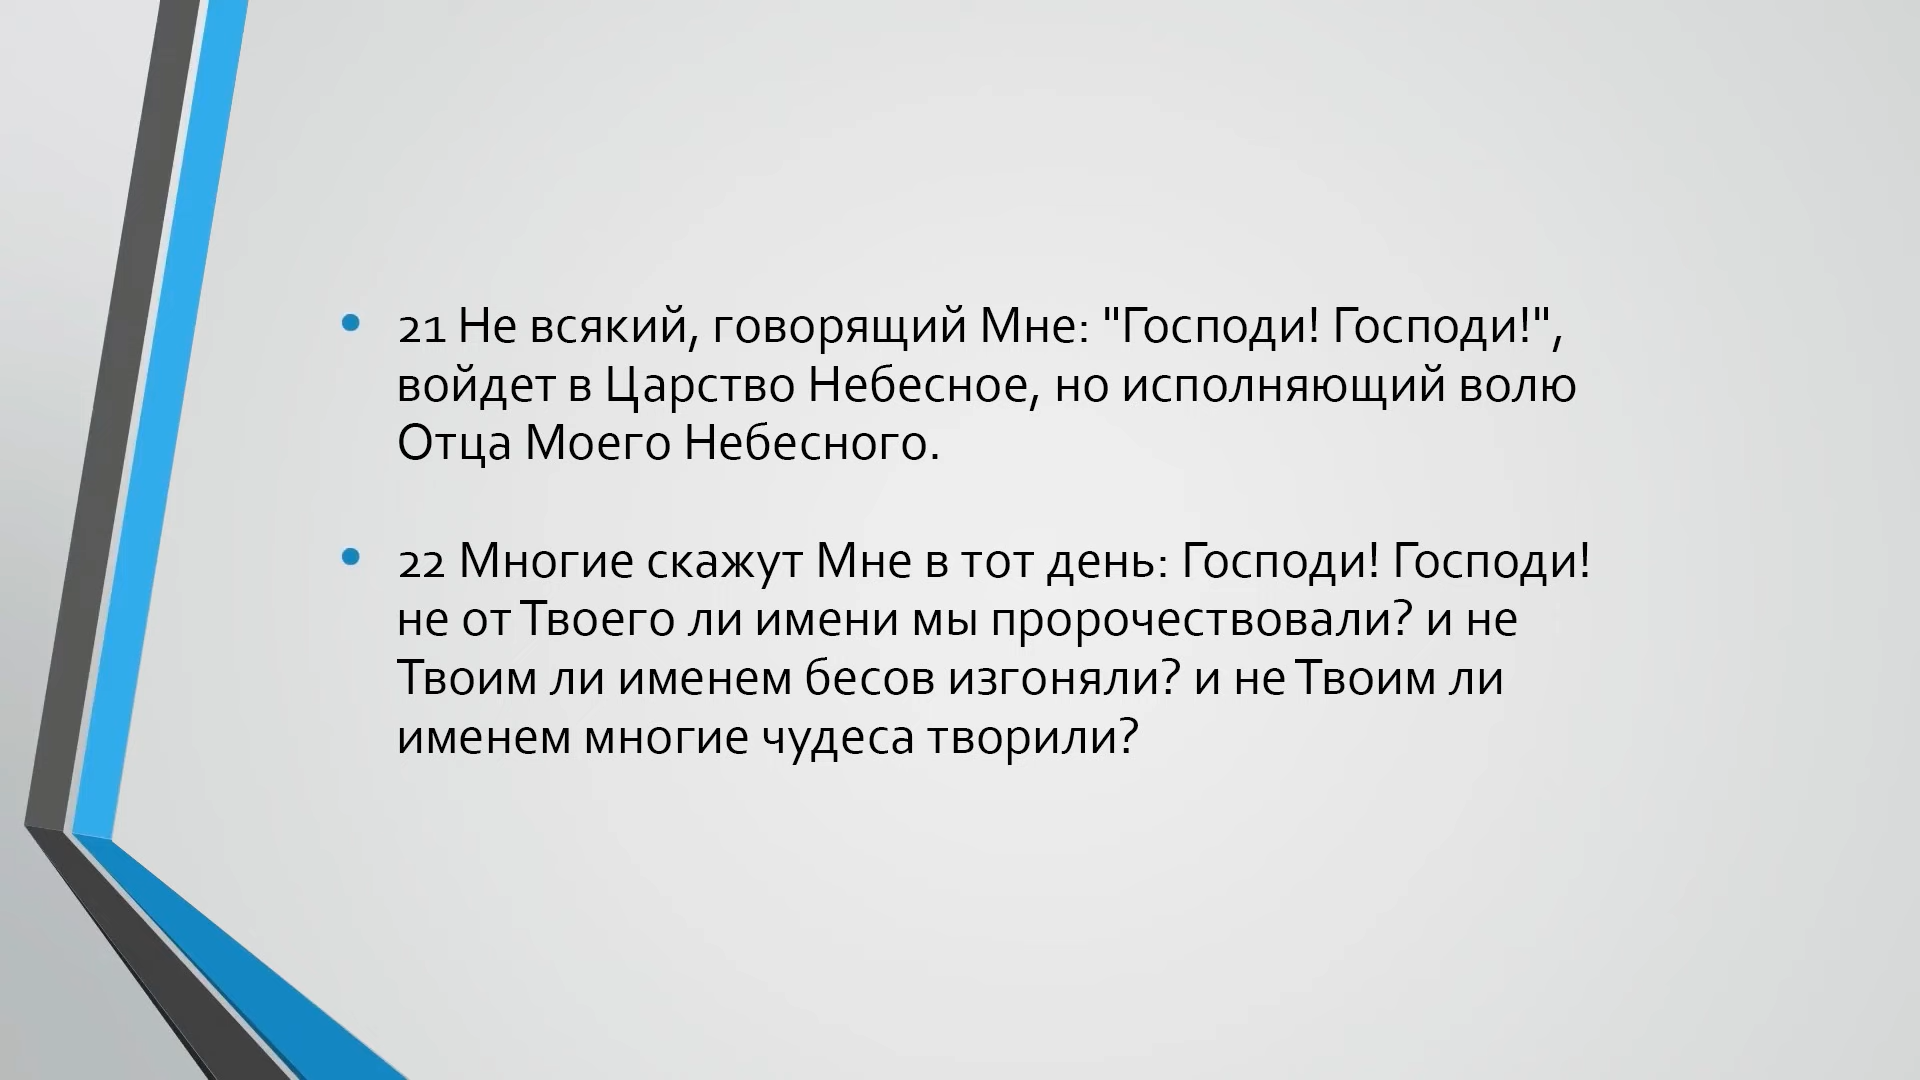 • 21 Не всякий, говорящий Мне: "Господи! Господи!",
войдет в Царство Небесное, но исполняющий волю
Отца Моего Небесного.
• 22 Многие скажут Мне в тот день: Господи! Господи!
не от Твоего ли имени мы пророчествовали? и не
Твоим ли именем бесов изгоняли? и не Твоим ли
именем многие чудеса творили?